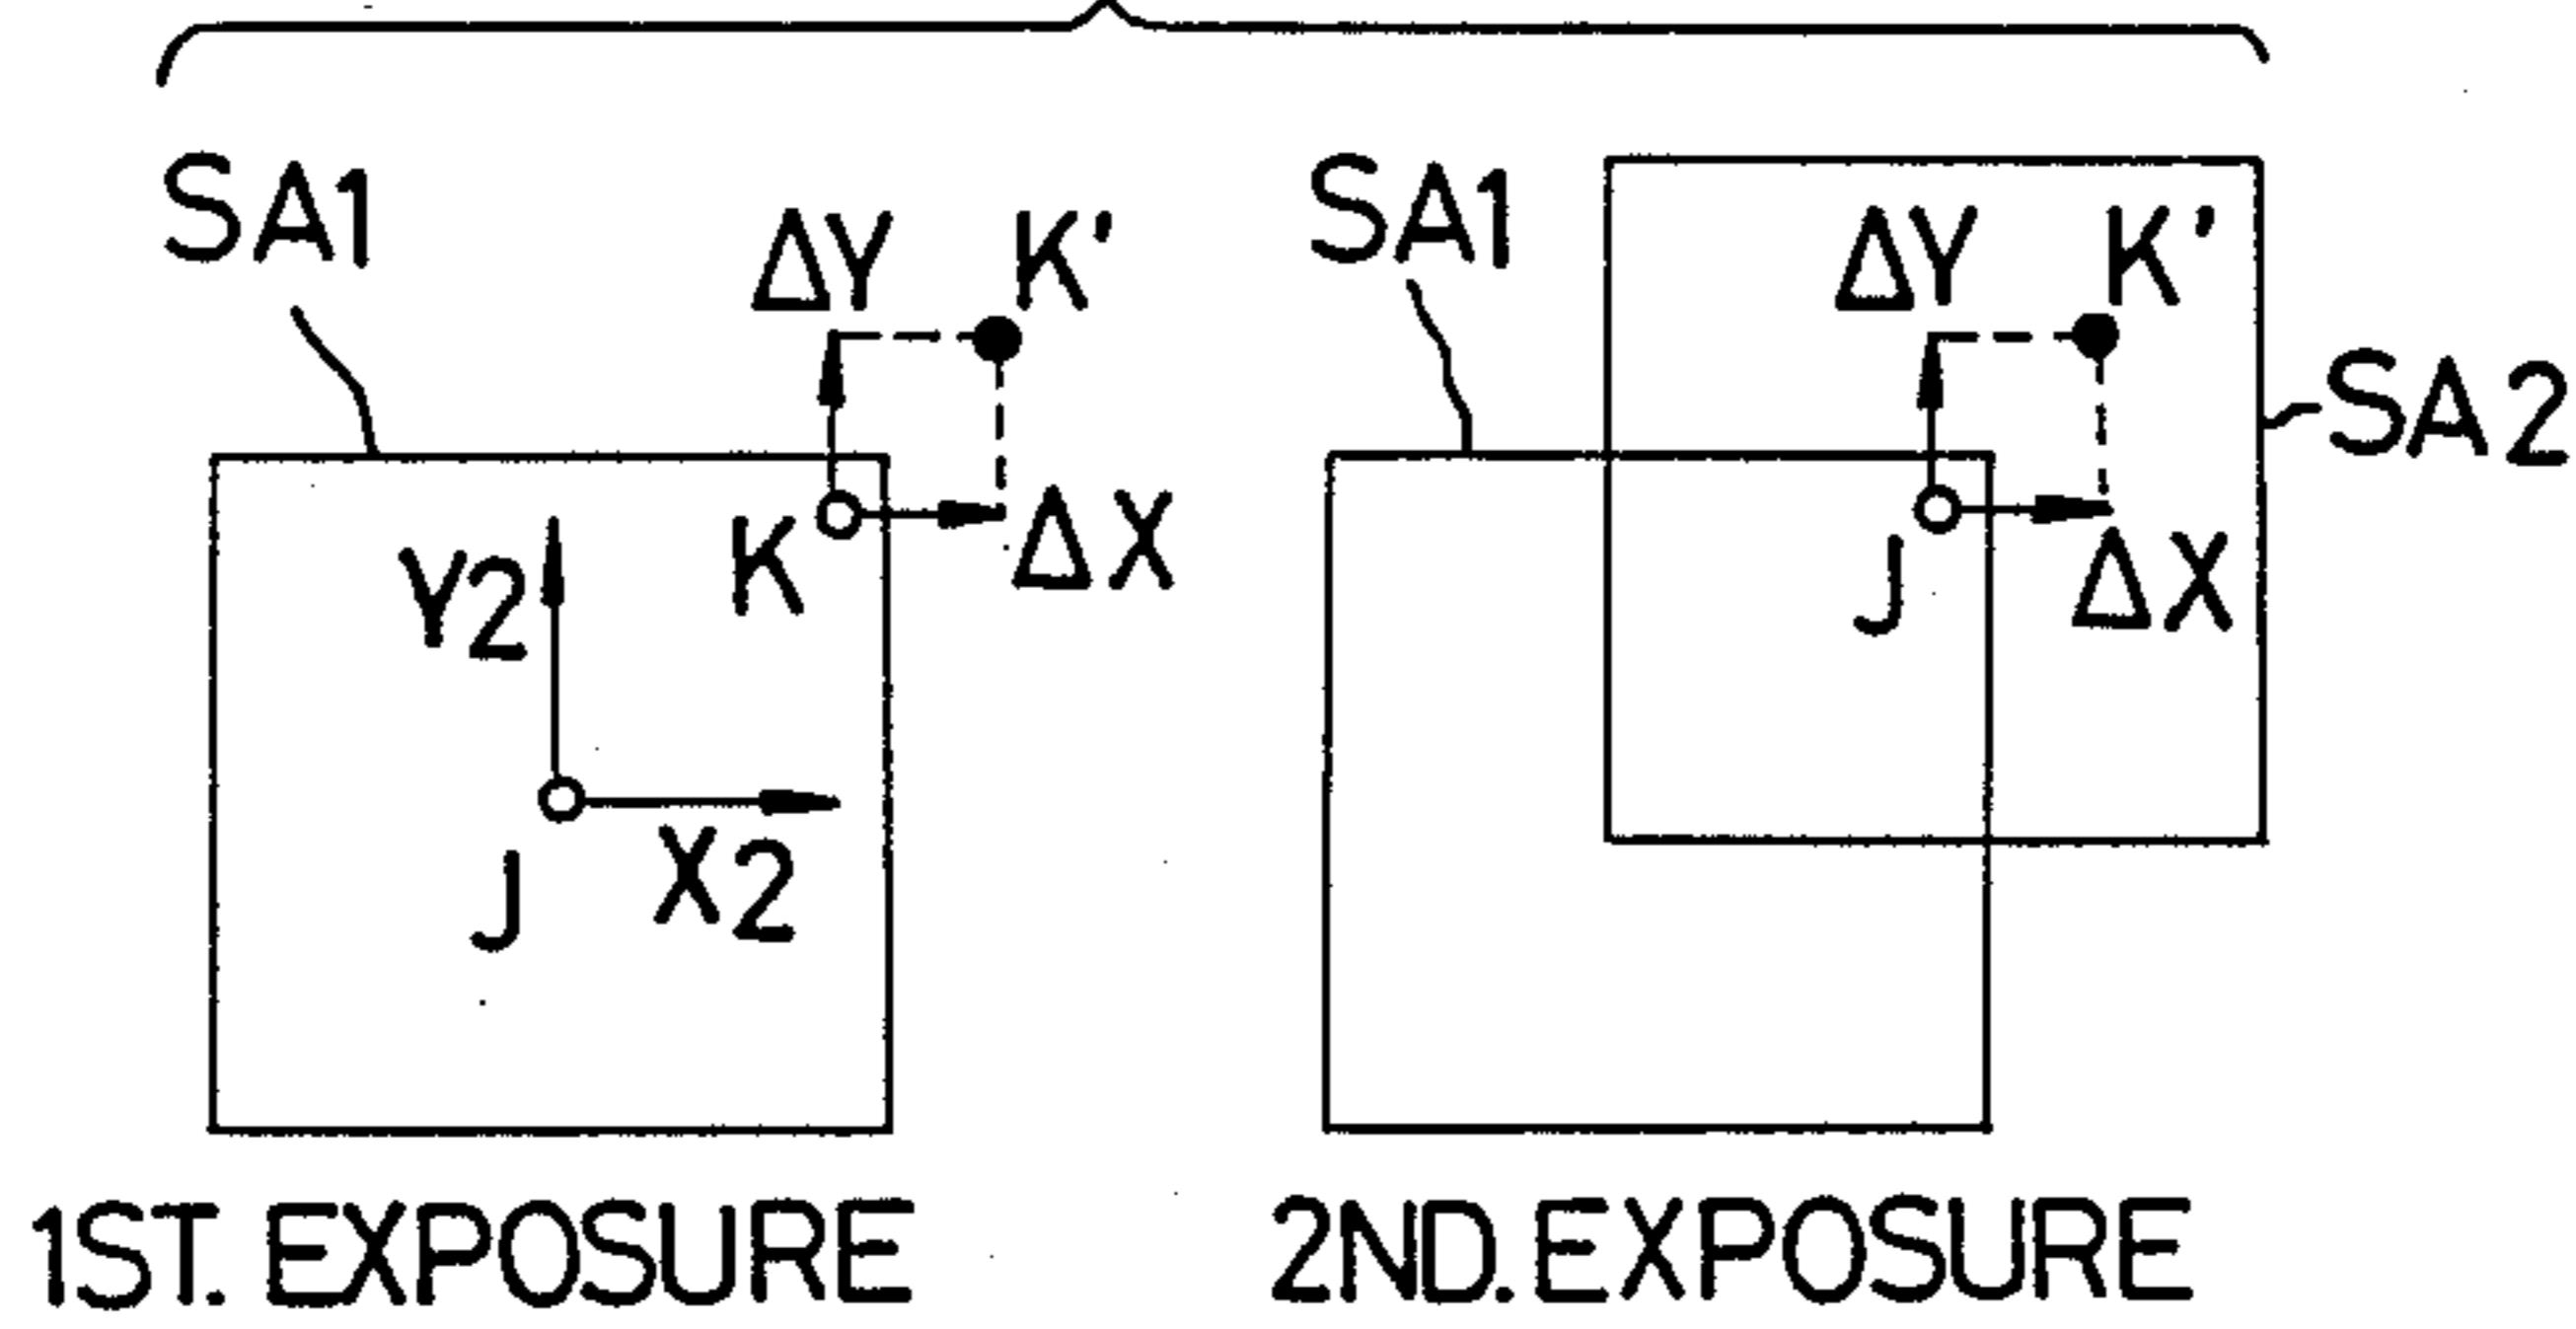 SA1
ΔY K'
K
ΔX
Y2
X2
J
1ST. EXPOSURE
SA1
ΔY K'
SA2
J
ΔX
2ND. EXPOSURE